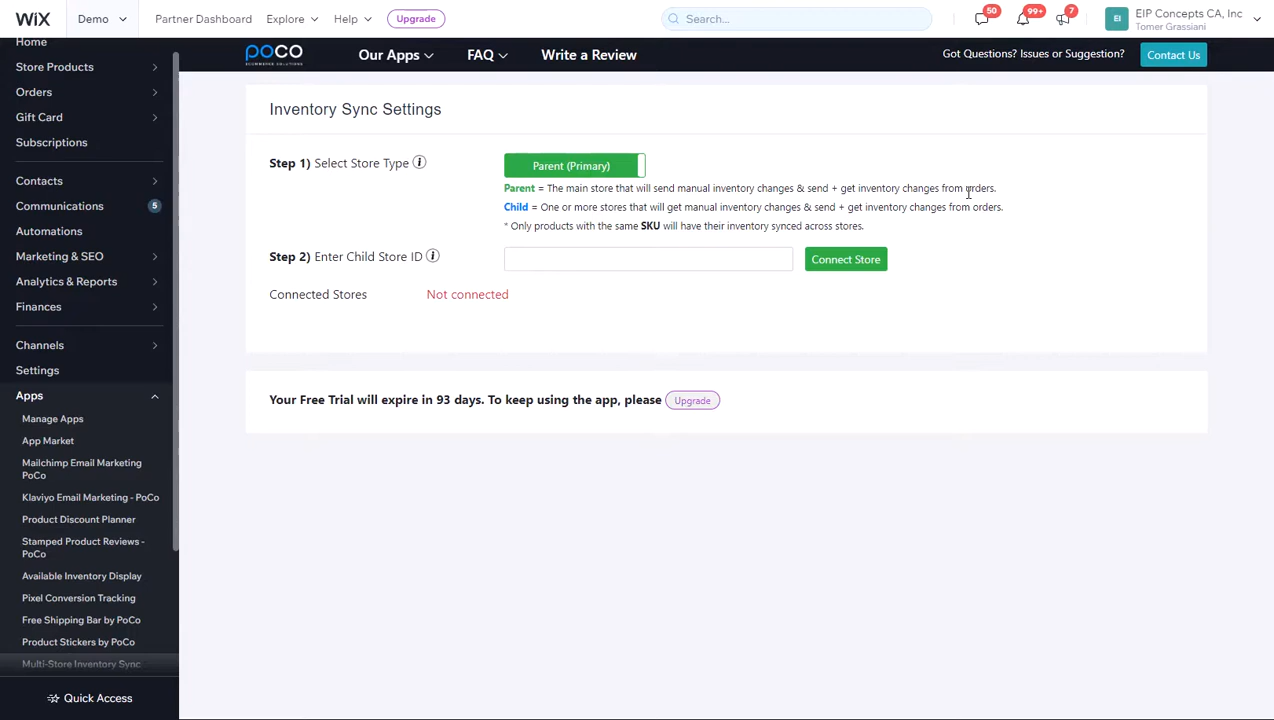 WiX
Demo
Partner Dashboard
Explore
Help
Upgrade
Search...
50
99+
7
EI
EIP Concepts CA, Inc
Tomer Grassiani
Home
Store Products
Orders
Gift Card
Subscriptions
Contacts
Communications
5
Automations
Marketing & SEO
Analytics & Reports
Finances
Channels
Settings
Apps
Manage Apps
App Market
Mailchimp Email Marketing
PoCo
Klaviyo Email Marketing - PoCo
Product Discount Planner
Stamped Product Reviews -
PoCo
Available Inventory Display
Pixel Conversion Tracking
Free Shipping Bar by PoCo
Product Stickers by PoCo
Multi-Store Inventory Sync
Quick Access
POCO
ECOMMERCE SOLUTIONS
Our Apps
FAQ
Write a Review
Got Questions? Issues or Suggestion?
Contact Us
Inventory Sync Settings
Step 1) Select Store Type
Parent (Primary)
Parent = The main store that will send manual inventory changes & send + get inventory changes from orders.
Child = One or more stores that will get manual inventory changes & send + get inventory changes from orders.
* Only products with the same SKU will have their inventory synced across stores.
Step 2) Enter Child Store ID
Connect Store
Connected Stores
Not connected
Your Free Trial will expire in 93 days. To keep using the app, please Upgrade